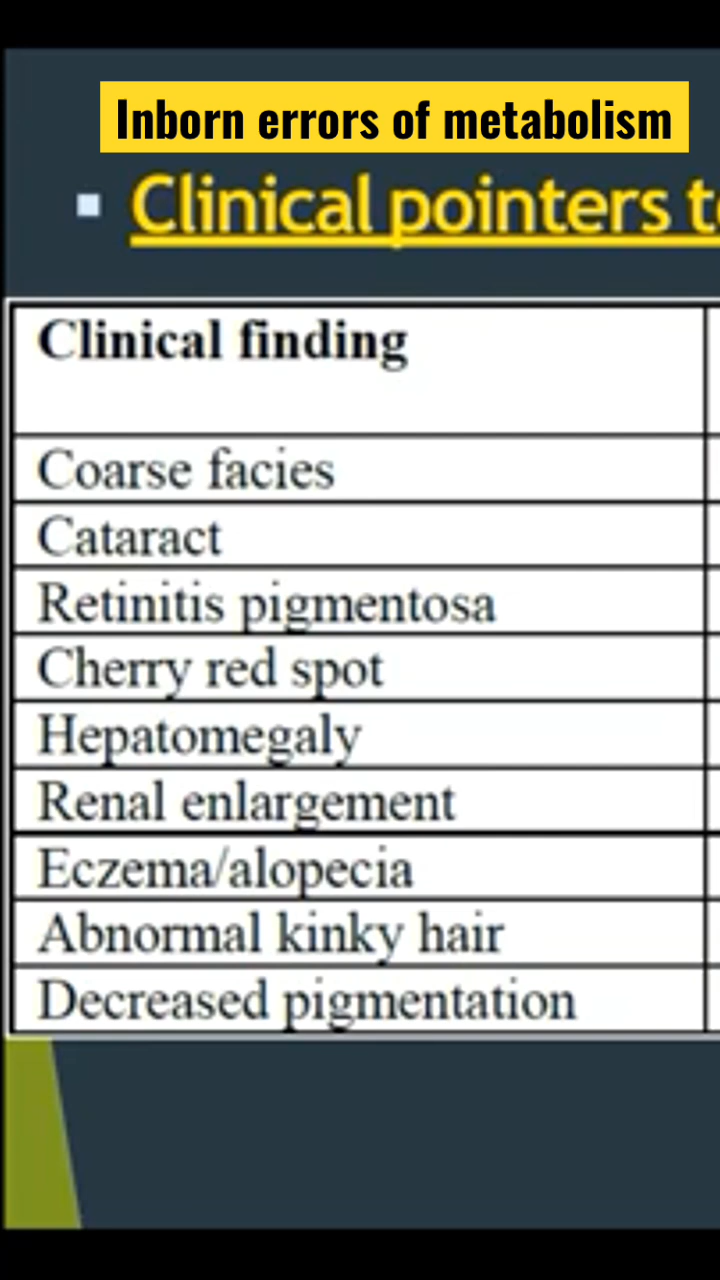 Inborn errors of metabolism
Clinical pointers
Clinical finding
Coarse facies
Cataract
Retinitis pigmentosa
Cherry red spot
Hepatomegaly
Renal enlargement
Eczema/alopecia
Abnormal kinky hair
Decreased pigmentation